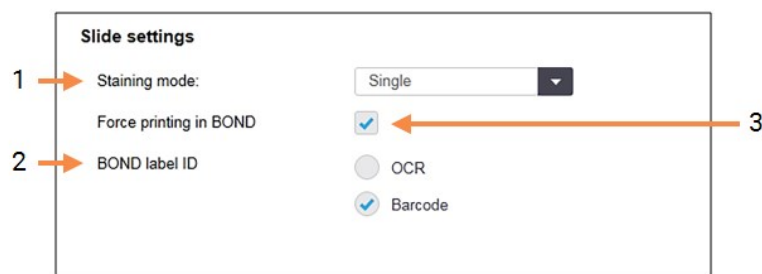 Slide settings
1 Staining mode: Single
Force printing in BOND 3
2 BOND label ID OCR
Barcode